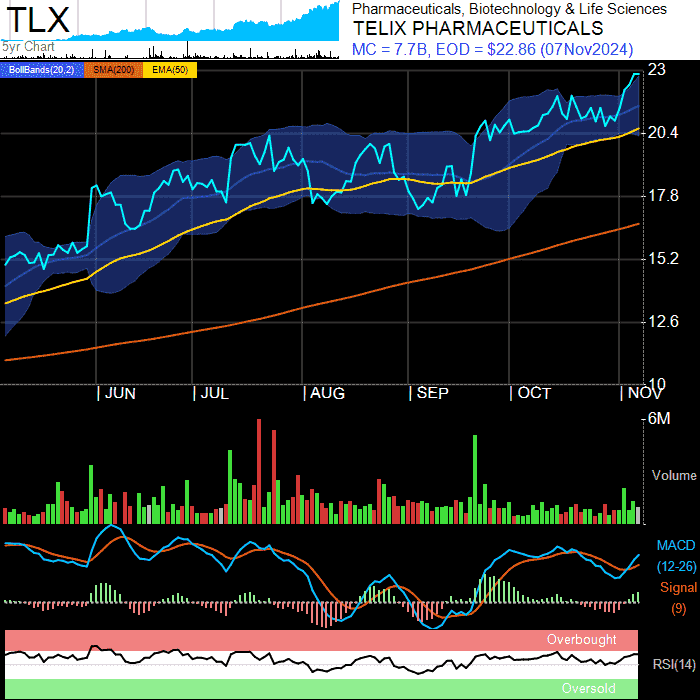 TLX
5yr Chart
Pharmaceuticals, Biotechnology & Life Sciences
TELIX PHARMACEUTICALS
MC = 7.7B, EOD = $22.86 (07Nov2024)
BollBands(20,2) SMA(200) EMA(50)
23
20.4
17.8
15.2
12.6
10
JUN JUL AUG SEP OCT NOV
6M
Volume
MACD
(12-26)
Signal
(9)
Overbought
RSI(14)
Oversold